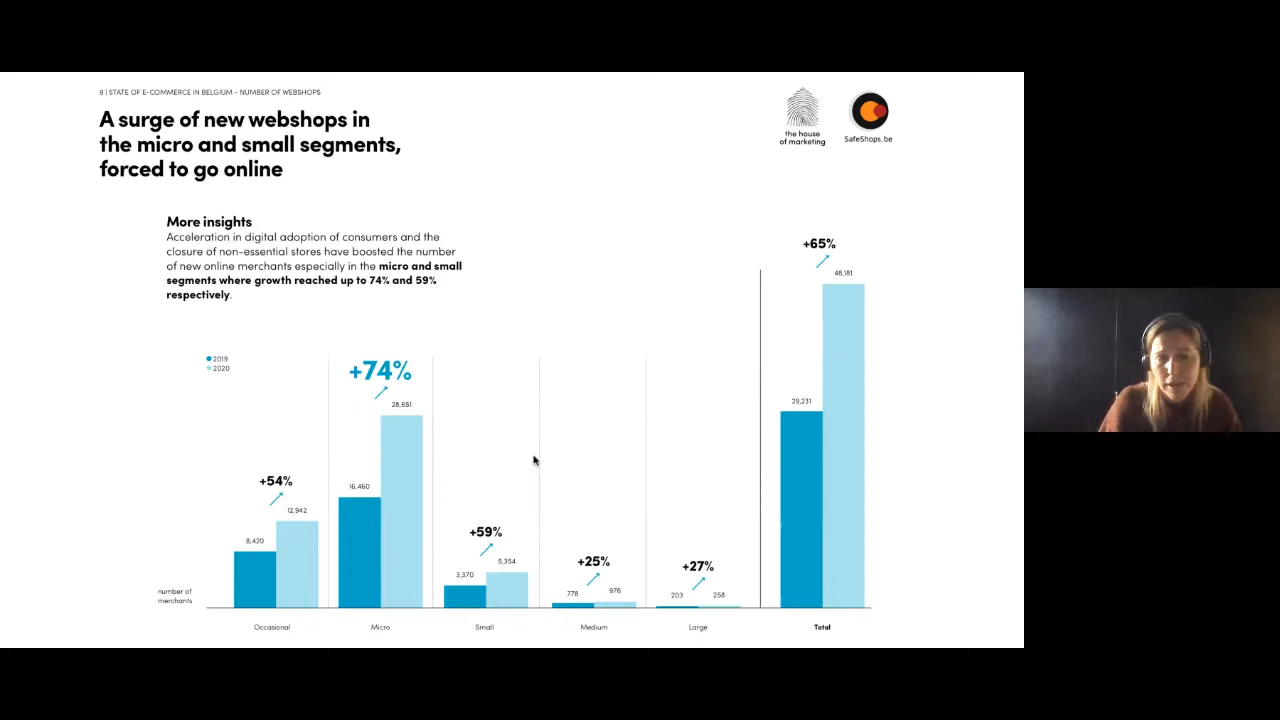 9 | STATE OF E-COMMERCE IN BELGIUM - NUMBER OF WEBSHOPS
A surge of new webshops in
the micro and small segments,
forced to go online
the house
of marketing
SafeShops.be
More insights
Acceleration in digital adoption of consumers and the
closure of non-essential stores have boosted the number
of new online merchants especially in the micro and small
segments where growth reached up to 74% and 59%
respectively.
2019
2020
+54%
8,420
12,942
+74%
16,460
28,651
+59%
3,370
5,354
+25%
778
976
+27%
203
258
+65%
29,231
48,181
number of
merchants
Occasional
Micro
Small
Medium
Large
Total